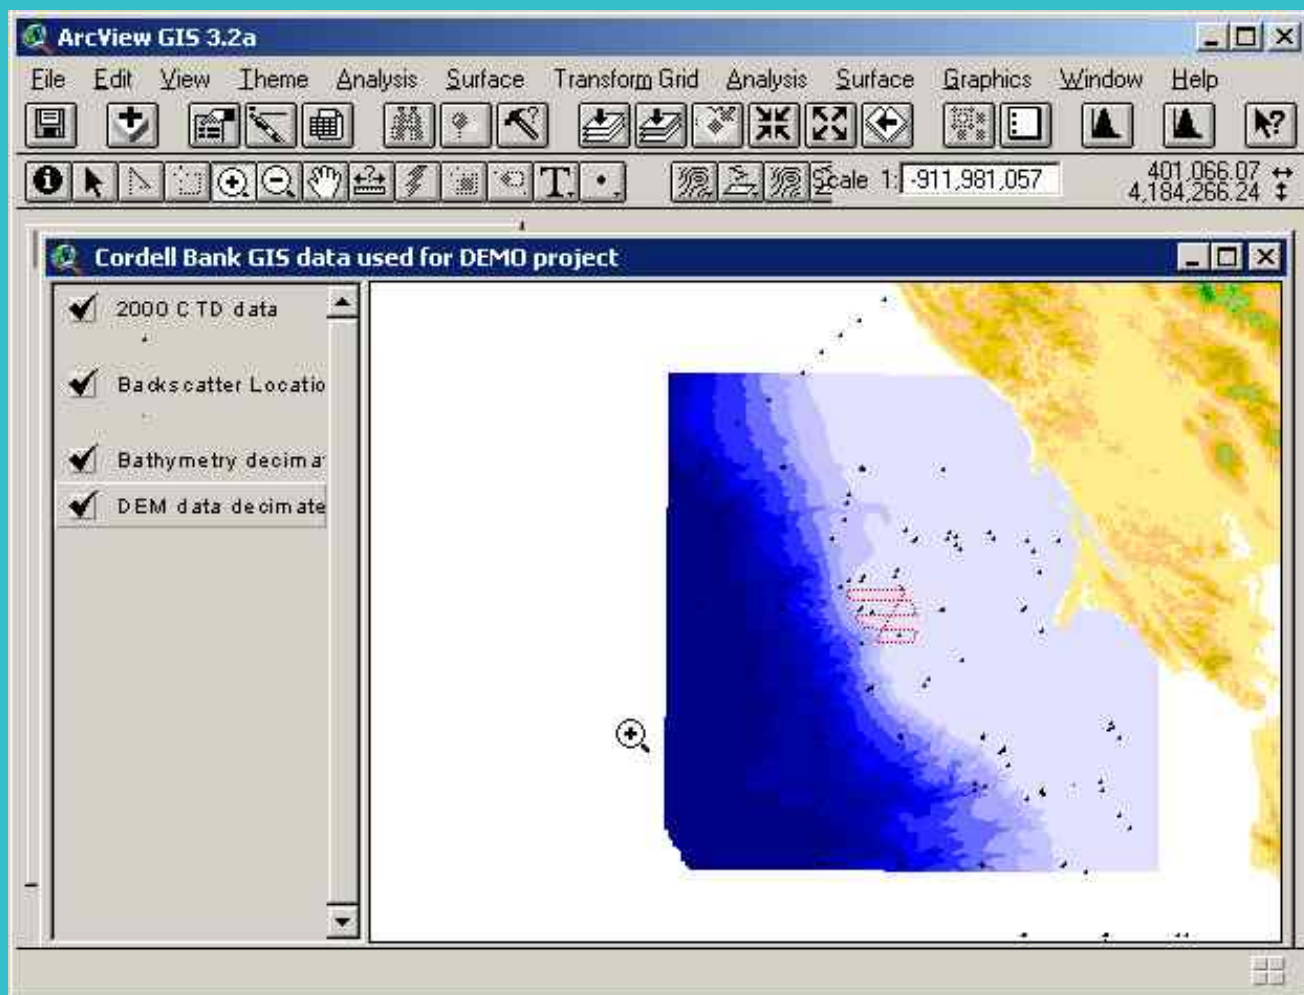 ArcView GIS 3.2a
File Edit View Theme Analysis Surface Transform Grid Analysis Surface Graphics Window Help
T
Scale 1: -911,981,057
401,066.07
4,184,266.24
Cordell Bank GIS data used for DEMO project
2000 CTD data
Backscatter Locatio
Bathymetry decima
DEM data decimate